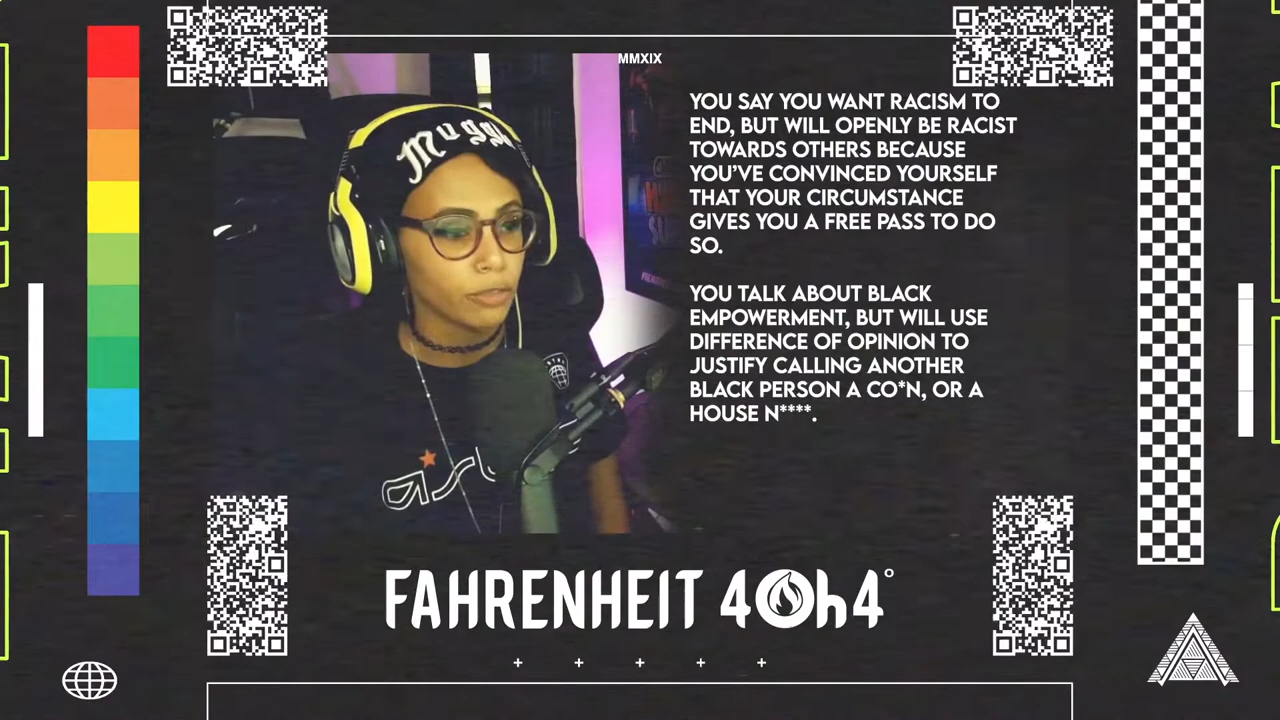 MMXIX
Muggl
YOU SAY YOU WANT RACISM TO
END, BUT WILL OPENLY BE RACIST
TOWARDS OTHERS BECAUSE
YOU'VE CONVINCED YOURSELF
THAT YOUR CIRCUMSTANCE
GIVES YOU A FREE PASS TO DO
SO.
YOU TALK ABOUT BLACK
EMPOWERMENT, BUT WILL USE
DIFFERENCE OF OPINION TO
JUSTIFY CALLING ANOTHER
BLACK PERSON A CO*N, OR A
HOUSE N****.
FAHRENHEIT 4Oh4°